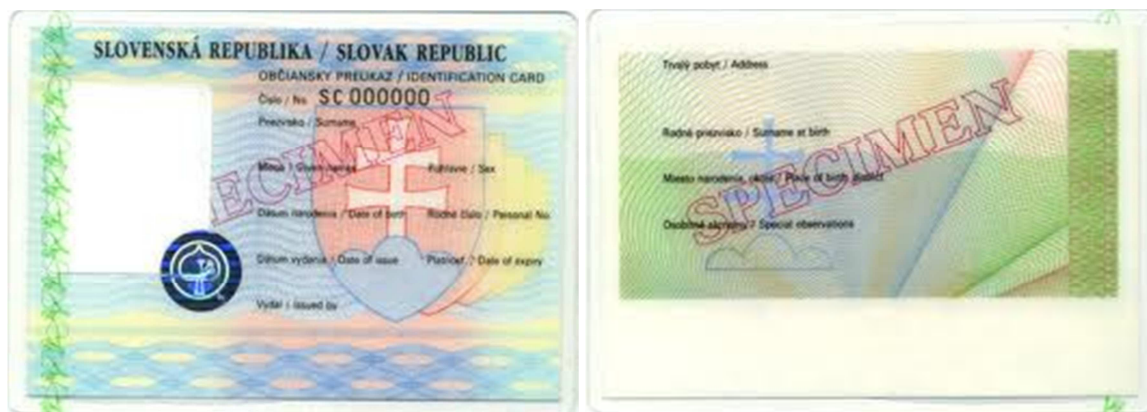 SLOVENSKÁ REPUBLIKA / SLOVAK REPUBLIC
OBČIANSKY PREUKAZ / IDENTIFICATION CARD
Číslo / No. SC 000000
Priezvisko / Surname
Meno / Given names Pohlavie / Sex
Dátum narodenia / Date of birth Rodné číslo / Personal No.
Dátum vydania / Date of issue Platnosť / Date of expiry
Vydal / Issued by
SPECIMEN
Trvalý pobyt / Address
Rodné priezvisko / Surname at birth
Miesto narodenia, okres / Place of birth district
Osobitné záznamy / Special observations
SPECIMEN